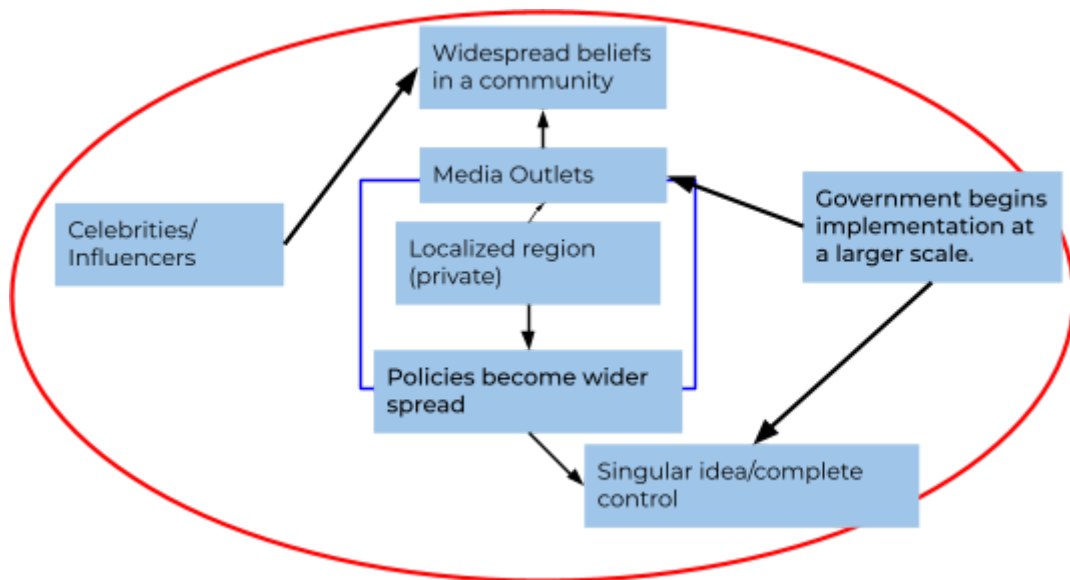 Widespread beliefs
in a community
Media Outlets
Celebrities/
Influencers
Localized region
(private)
Government begins
implementation at
a larger scale.
Policies become wider
spread
Singular idea/complete
control